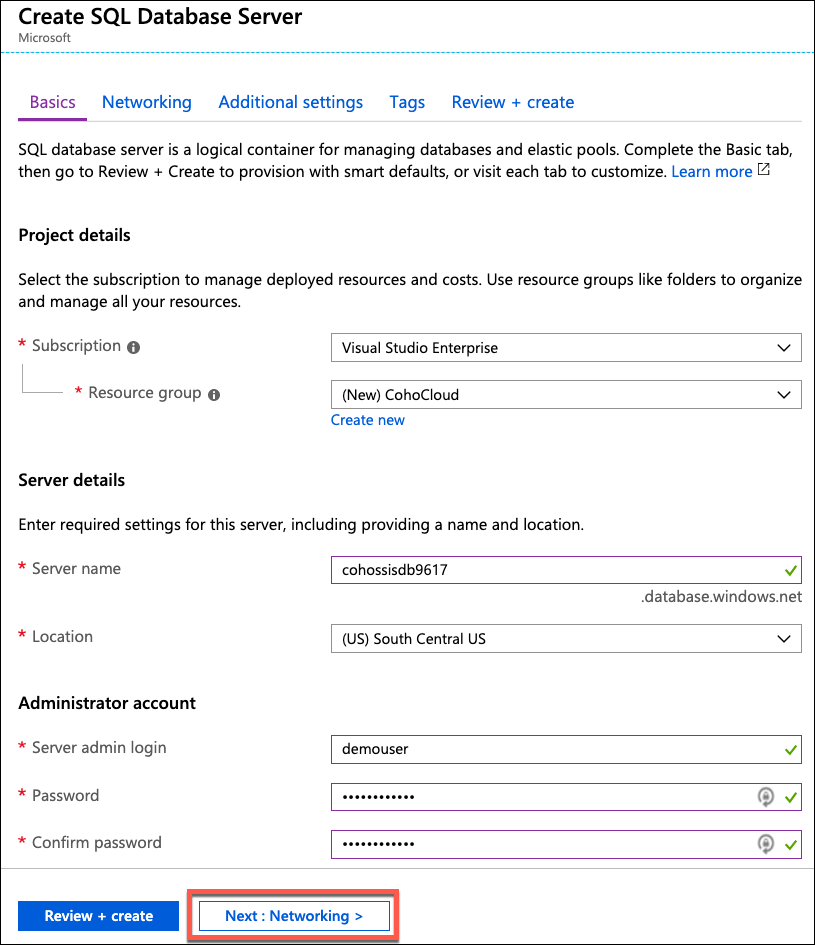 Create SQL Database Server
Microsoft
Basics Networking Additional settings Tags Review + create
SQL database server is a logical container for managing databases and elastic pools. Complete the Basic tab,
then go to Review + Create to provision with smart defaults, or visit each tab to customize. Learn more
Project details
Select the subscription to manage deployed resources and costs. Use resource groups like folders to organize
and manage all your resources.
* Subscription Visual Studio Enterprise
* Resource group (New) CohoCloud
Create new
Server details
Enter required settings for this server, including providing a name and location.
* Server name cohossisdb9617
.database.windows.net
* Location (US) South Central US
Administrator account
* Server admin login demouser
* Password ••••••••••••
* Confirm password ••••••••••••
Review + create Next : Networking >